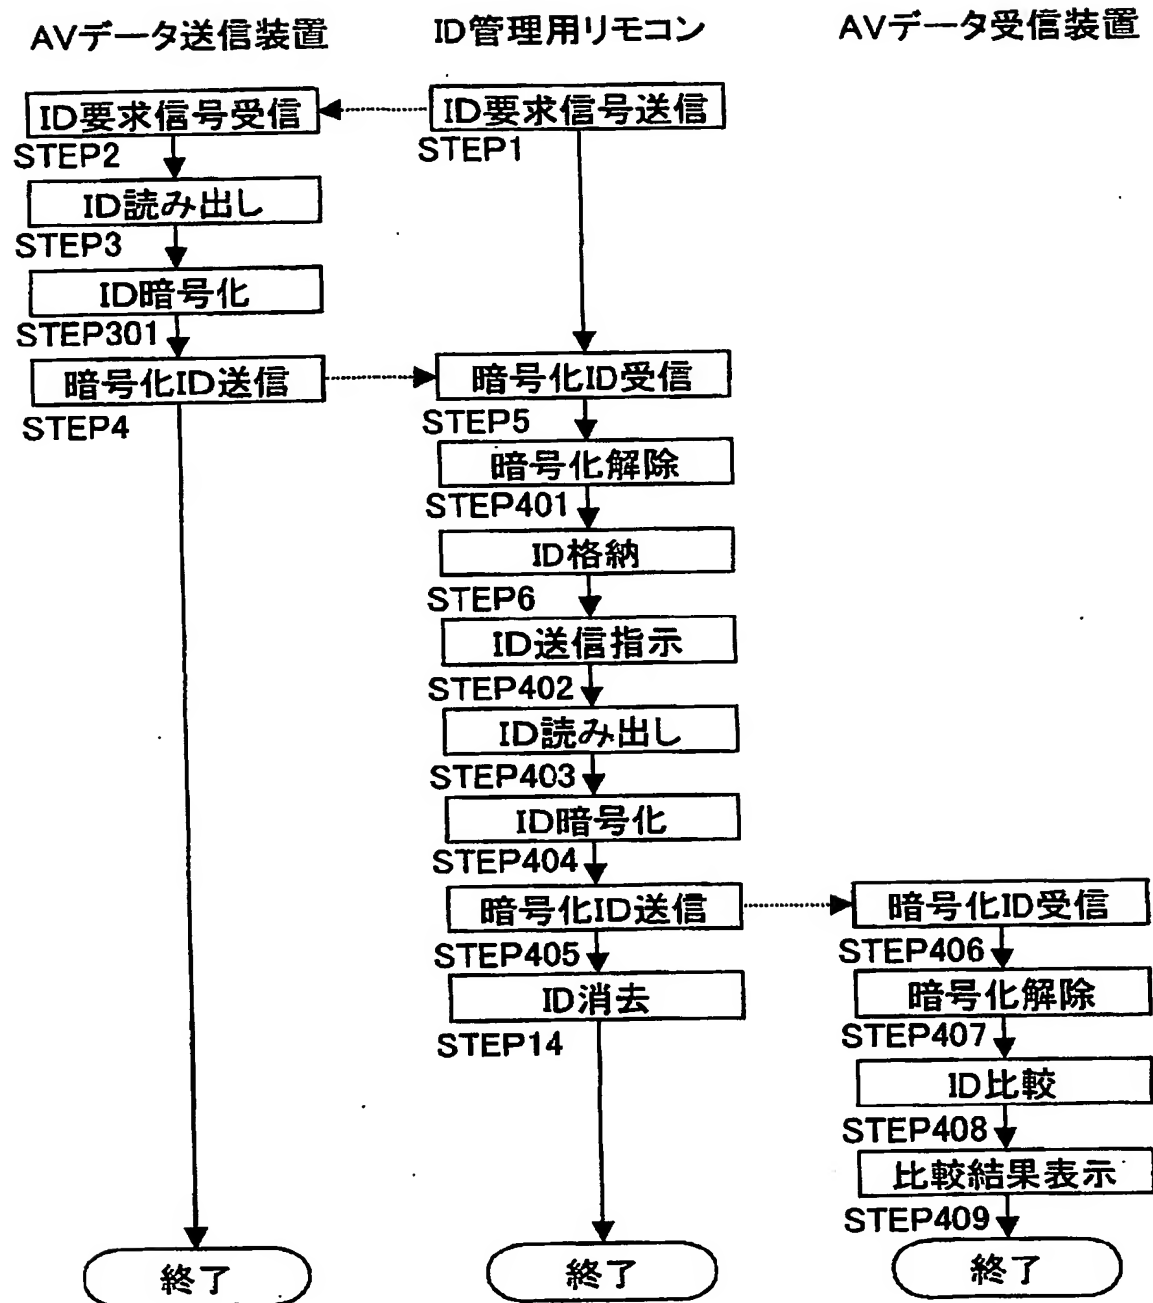 AVデータ送信装置
ID管理用リモコン
AVデータ受信装置
ID要求信号受信
ID要求信号送信
STEP2
STEP1
ID読み出し
STEP3
ID暗号化
STEP301
暗号化ID送信
暗号化ID受信
STEP4
STEP5
暗号化解除
STEP401
ID格納
STEP6
ID送信指示
STEP402
ID読み出し
STEP403
ID暗号化
STEP404
暗号化ID送信
暗号化ID受信
STEP405
STEP406
ID消去
暗号化解除
STEP14
STEP407
ID比較
STEP408
比較結果表示
STEP409
終了
終了
終了